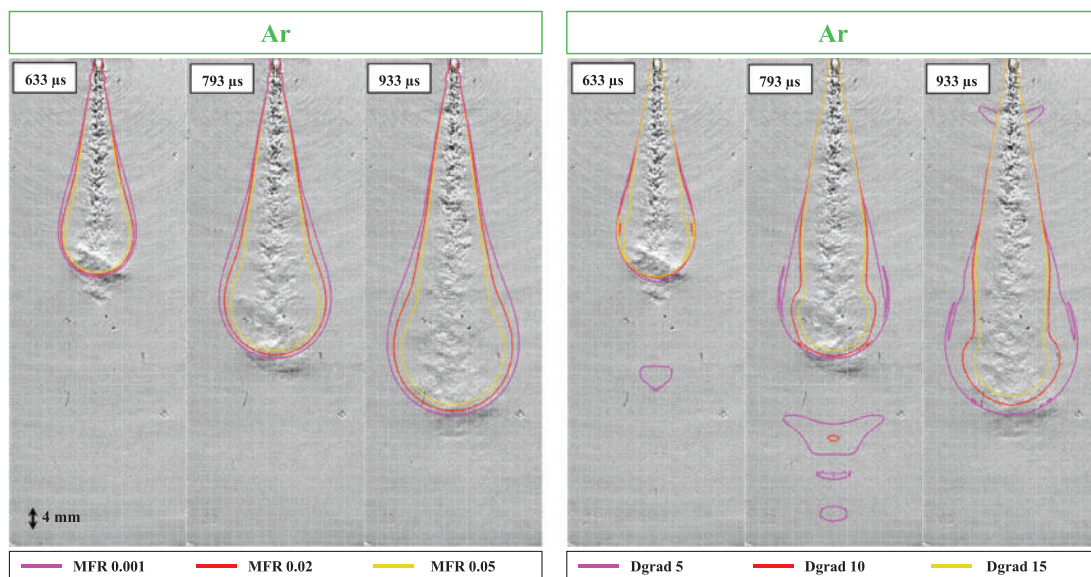 Ar
633 µs
793 µs
933 µs
4 mm
MFR 0.001
MFR 0.02
MFR 0.05
Ar
633 µs
793 µs
933 µs
Dgrad 5
Dgrad 10
Dgrad 15